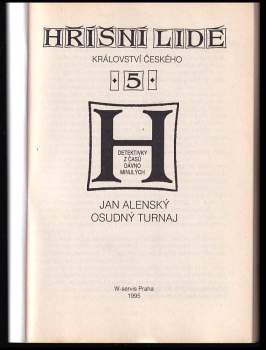 HŘÍŠNÍ LIDÉ
KRÁLOVSTVÍ ČESKÉHO
5
H
DETEKTIVKY
Z ČASŮ
DÁVNO
MINULÝCH
JAN ALENSKÝ
OSUDNÝ TURNAJ
W-servis Praha
1995